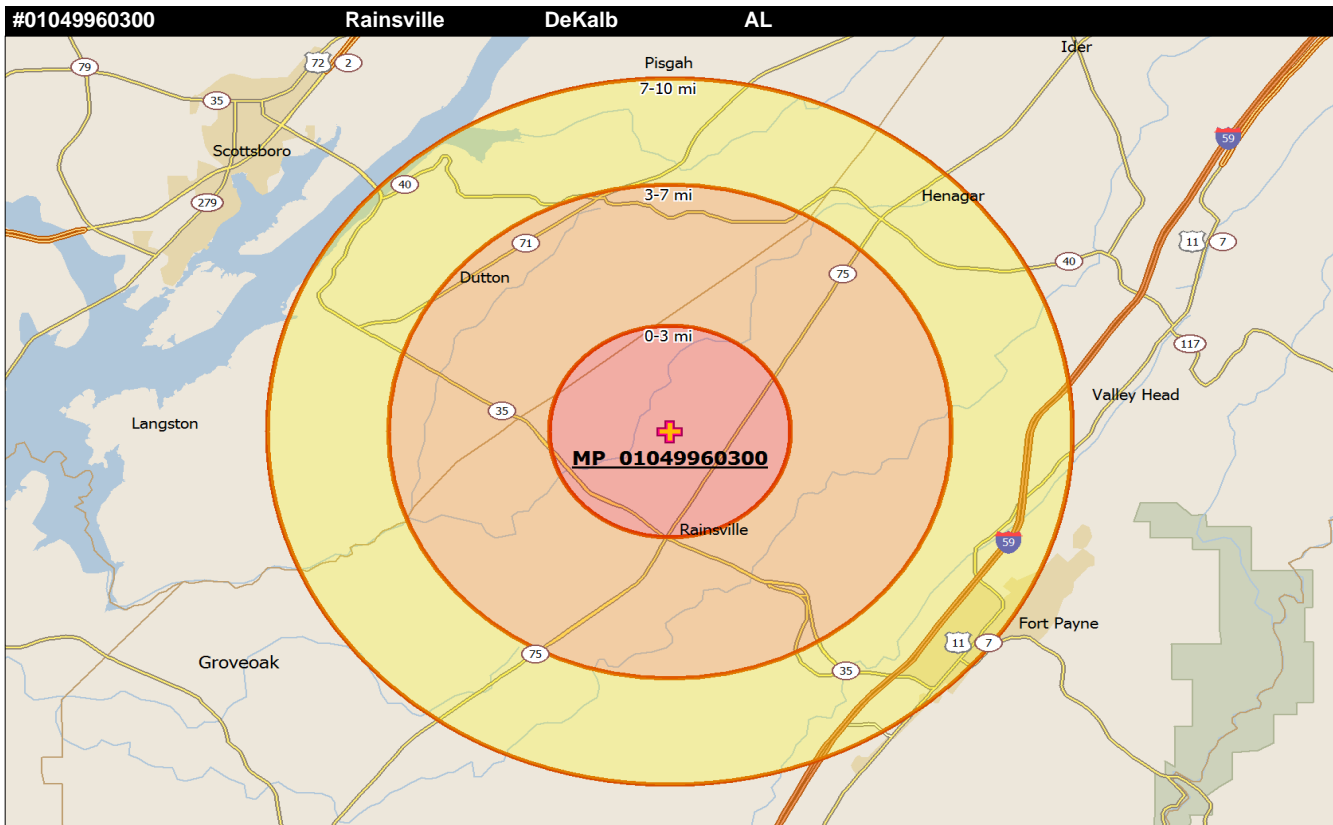 #01049960300 Rainsville DeKalb AL
Ider
Pisgah
72 2
79
7-10 mi
35
59
Scottsboro
40
3-7 mi
Henagar
279
71
11 7
40
75
Dutton
0-3 mi
117
Valley Head
35
Langston
MP 01049960300
Rainsville
59
Fort Payne
11 7
75
Groveoak
35